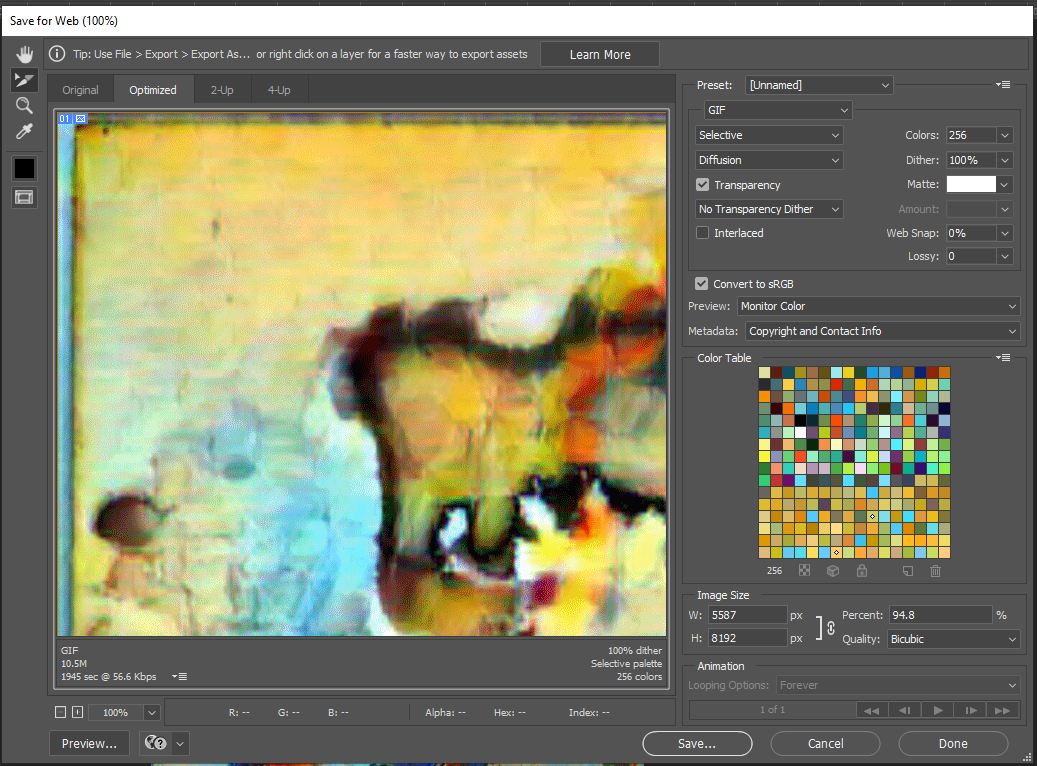 Save for Web (100%)
Tip: Use File > Export > Export As... or right click on a layer for a faster way to export assets
Learn More
Original
Optimized
2-Up
4-Up
01
Preset: [Unnamed]
GIF
Selective
Colors: 256
Diffusion
Dither: 100%
Transparency
Matte:
No Transparency Dither
Amount:
Interlaced
Web Snap: 0%
Lossy: 0
Convert to sRGB
Preview: Monitor Color
Metadata: Copyright and Contact Info
Color Table
256
Image Size
W: 5587 px
Percent: 94.8 %
H: 8192 px
Quality: Bicubic
Animation
Looping Options: Forever
1 of 1
GIF
100% dither
10.5M
Selective palette
1945 sec @ 56.6 Kbps
256 colors
100%
R: --
G: --
B: --
Alpha: --
Hex: --
Index: --
Preview...
Save...
Cancel
Done